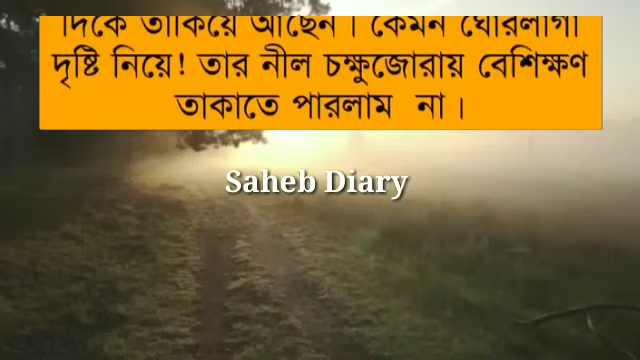 দিকে তাকিয়ে আছেন। কেমন ঘোরলাগা
দৃষ্টি নিয়ে! তার নীল চক্ষুজোরায় বেশিক্ষণ
তাকাতে পারলাম না।
Saheb Diary